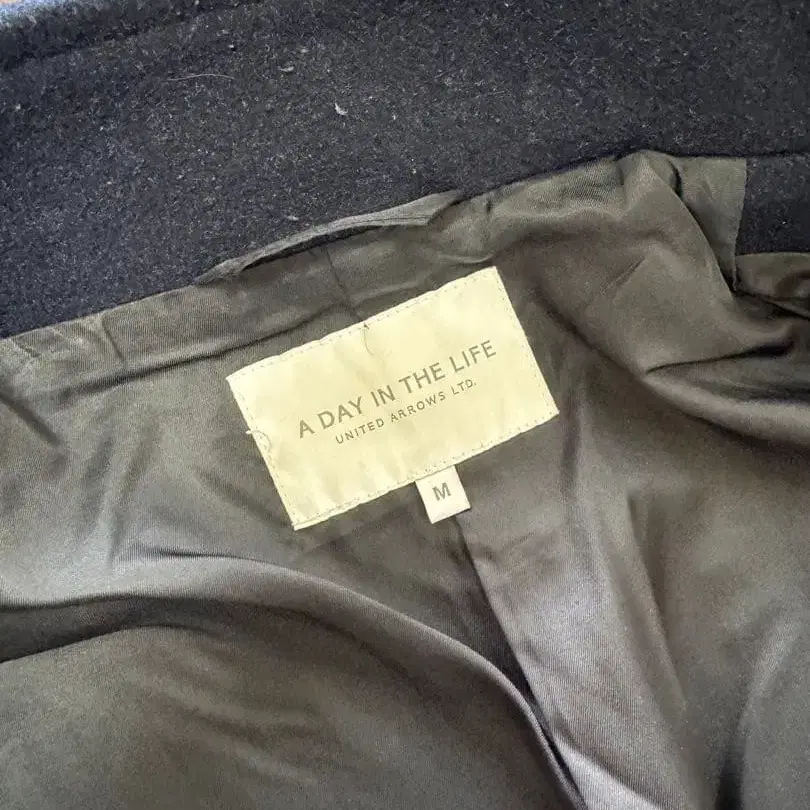 A DAY IN THE LIFE
UNITED ARROWS LTD.
M